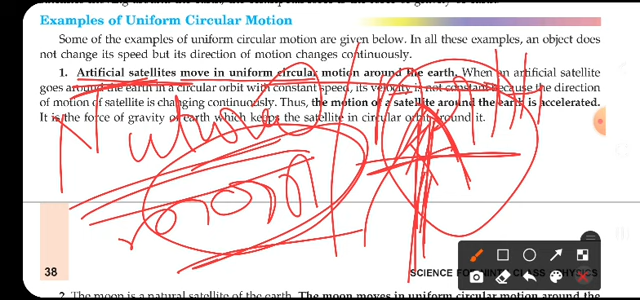 Examples of Uniform Circular Motion
Some of the examples of uniform circular motion are given below. In all these examples, an object does
not change its speed but its direction of motion changes continuously.
1. Artificial satellites move in uniform circular motion around the earth. When an artificial satellite
goes around the earth in a circular orbit with constant speed, its velocity is not constant because the direction
of motion of satellite is changing continuously. Thus, the motion of a satellite around the earth is accelerated.
It is the force of gravity of earth which keeps the satellite in circular orbit around it.
Natural
moon
38
SCIENCE FOR NINTH CLASS PHYSICS
2. The moon is a natural satellite of the earth. The moon moves in uniform circular motion around the